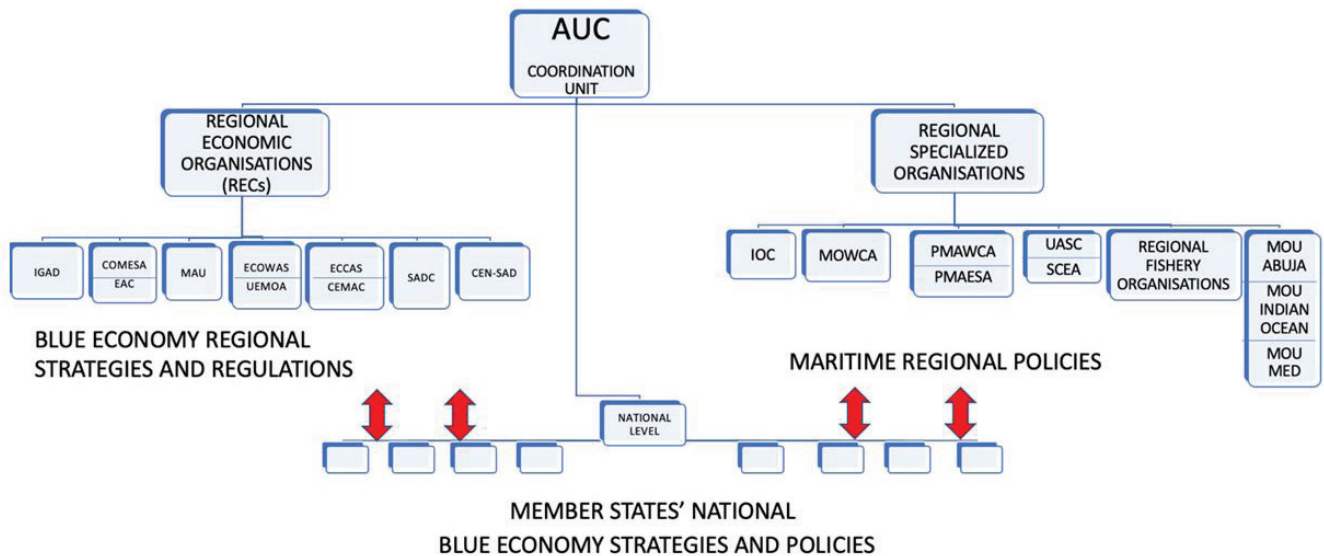 AUC
COORDINATION
UNIT
REGIONAL
ECONOMIC
ORGANISATIONS
(RECs)
REGIONAL
SPECIALIZED
ORGANISATIONS
IGAD
COMESA
EAC
MAU
ECOWAS
UEMOA
ECCAS
CEMAC
SADC
CEN-SAD
IOC
MOWCA
PMAWCA
PMAESA
UASC
SCEA
REGIONAL
FISHERY
ORGANISATIONS
MOU
ABUJA
MOU
INDIAN
OCEAN
MOU
MED
BLUE ECONOMY REGIONAL
STRATEGIES AND REGULATIONS
MARITIME REGIONAL POLICIES
NATIONAL
LEVEL
MEMBER STATES’ NATIONAL
BLUE ECONOMY STRATEGIES AND POLICIES